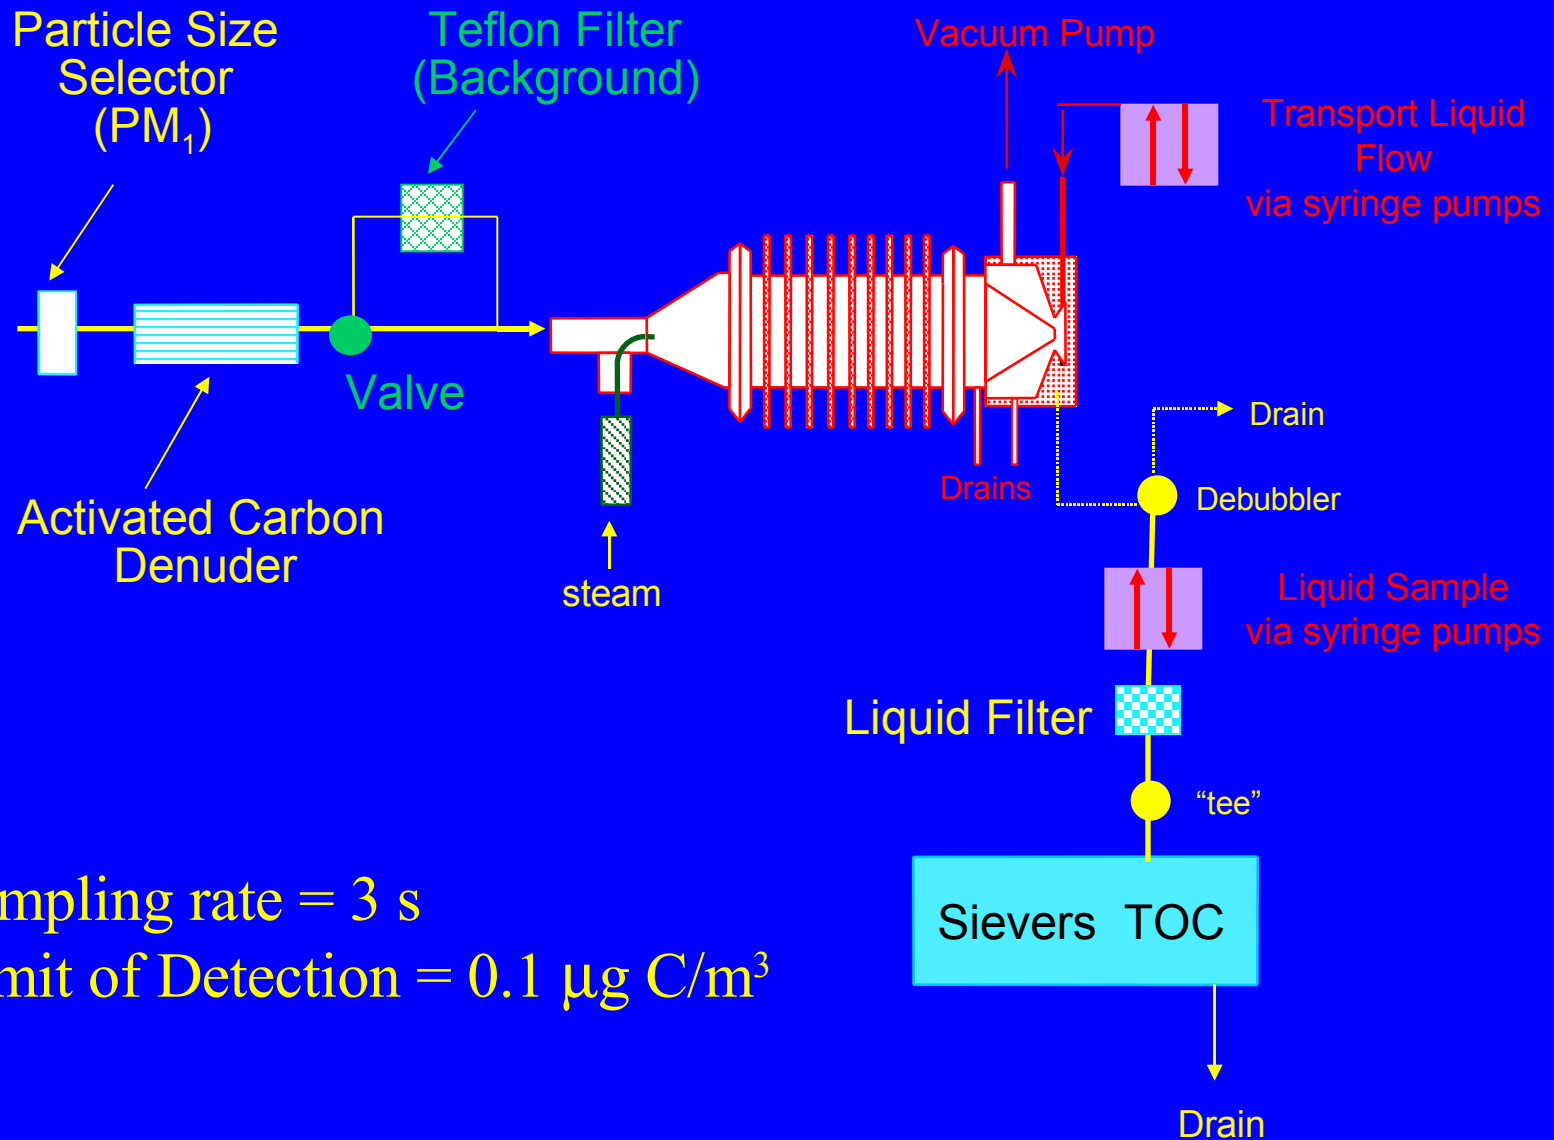 Particle Size
Selector
(PM₁)
Teflon Filter
(Background)
Vacuum Pump
Transport Liquid
Flow
via syringe pumps
Valve
Activated Carbon
Denuder
steam
Drains
Drain
Debubbler
Liquid Sample
via syringe pumps
Liquid Filter
“tee”
Sievers TOC
mpling rate = 3 s
mit of Detection = 0.1 μg C/m³
Drain